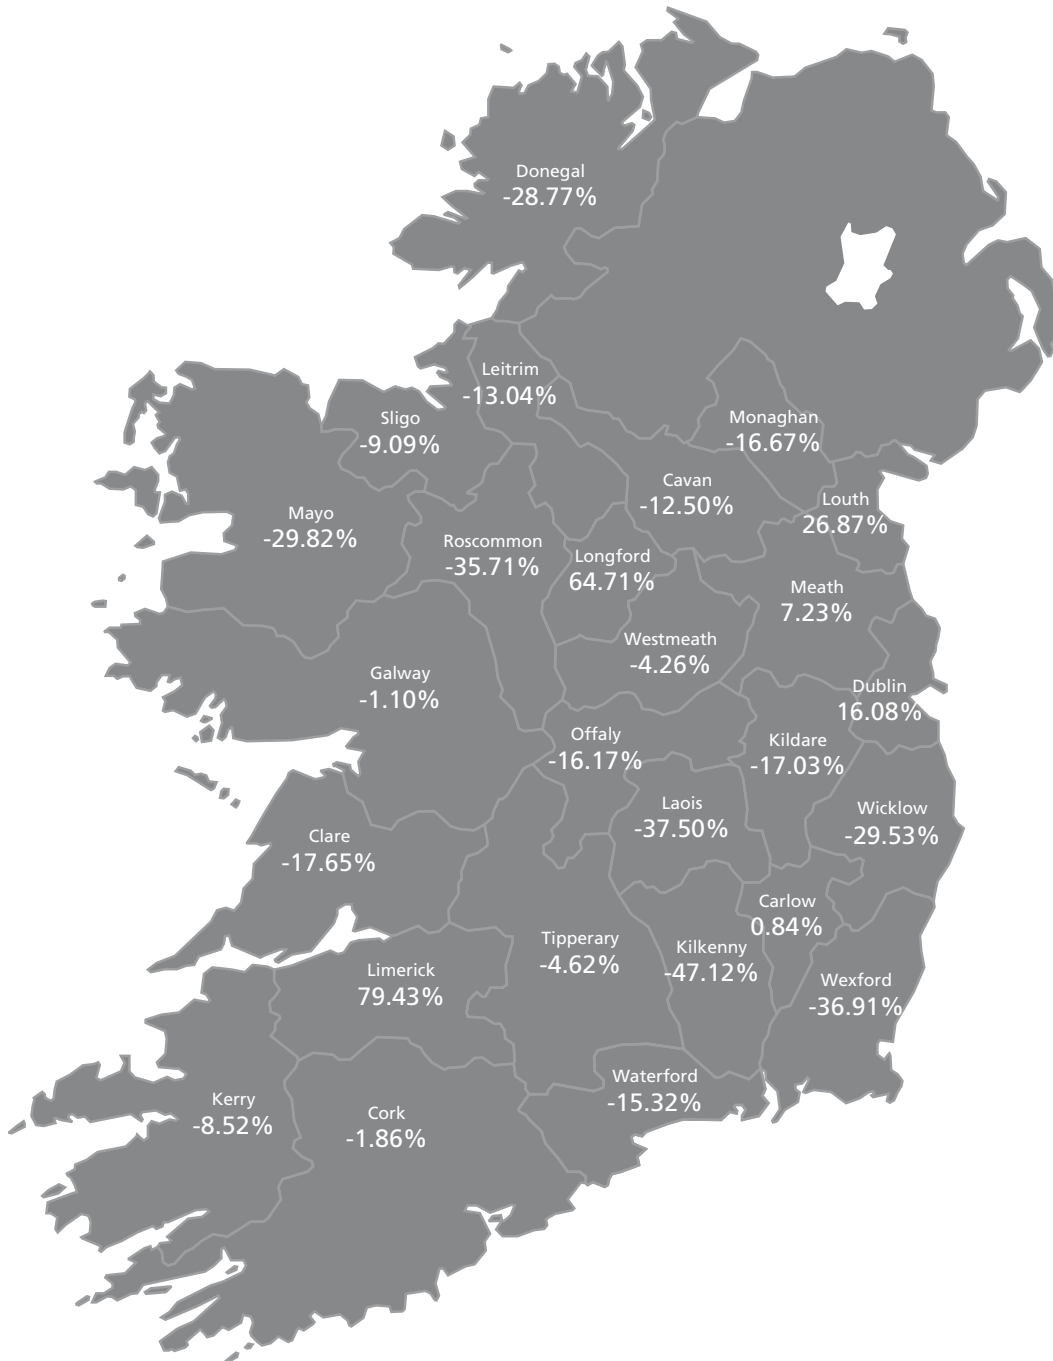 Donegal
-28.77%
Leitrim
-13.04%
Sligo
-9.09%
Monaghan
-16.67%
Cavan
-12.50%
Louth
26.87%
Mayo
-29.82%
Roscommon
-35.71%
Longford
64.71%
Meath
7.23%
Westmeath
-4.26%
Galway
-1.10%
Dublin
16.08%
Offaly
-16.17%
Kildare
-17.03%
Laois
-37.50%
Wicklow
-29.53%
Clare
-17.65%
Carlow
0.84%
Tipperary
-4.62%
Kilkenny
-47.12%
Limerick
79.43%
Wexford
-36.91%
Waterford
-15.32%
Kerry
-8.52%
Cork
-1.86%